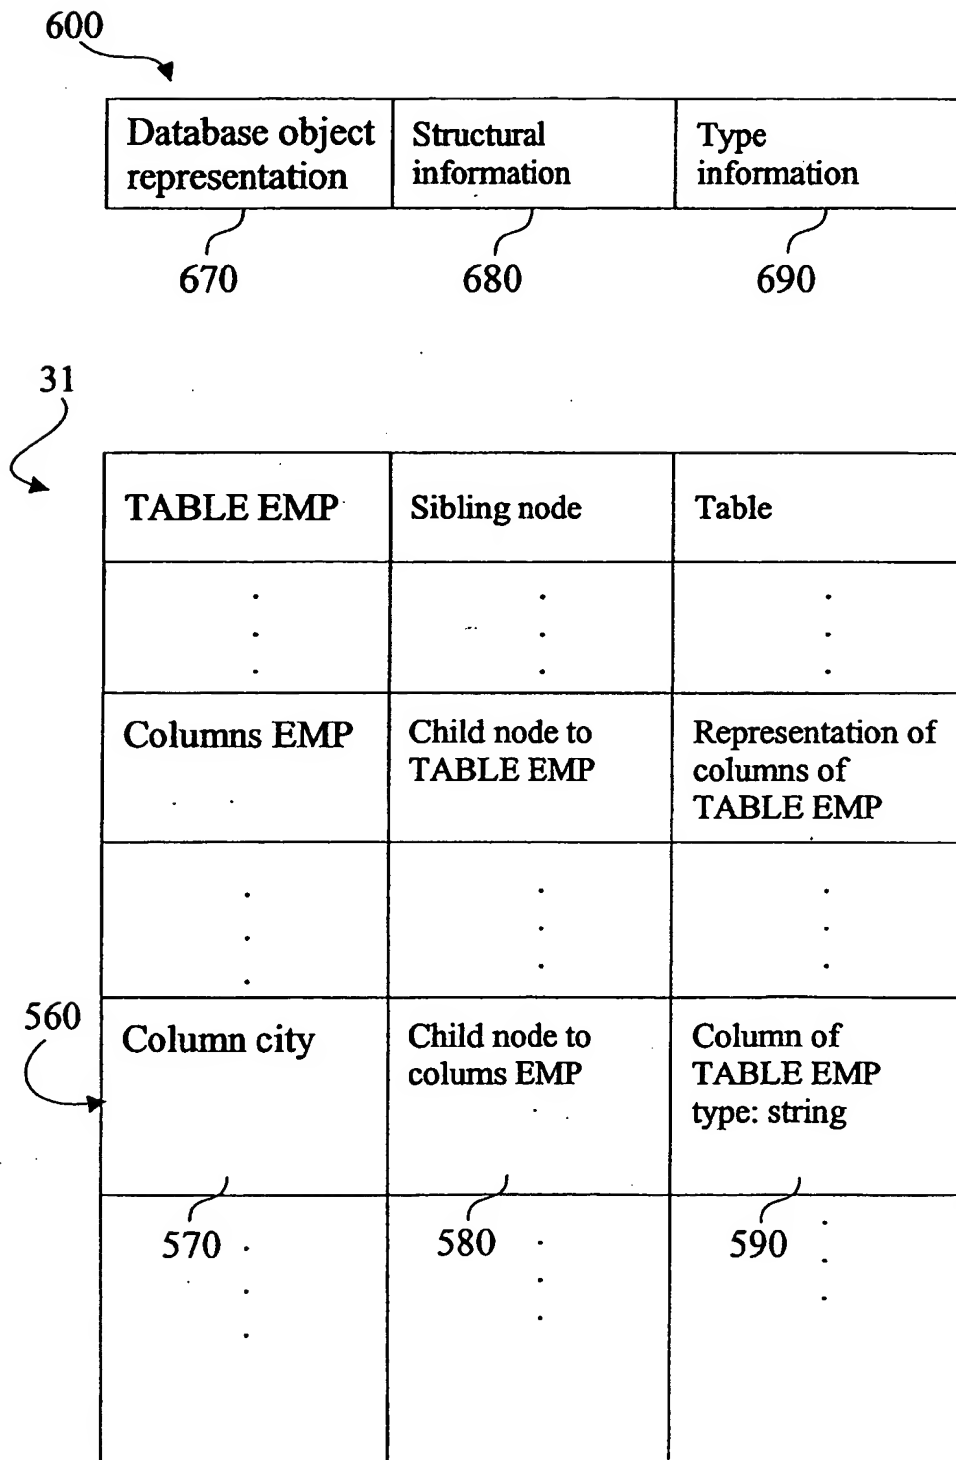 600
Database object
representation
Structural
information
Type
information
670
680
690
31
TABLE EMP
Sibling node
Table
Columns EMP
Child node to
TABLE EMP
Representation of
columns of
TABLE EMP
560
Column city
Child node to
colums EMP
Column of
TABLE EMP
type: string
570
580
590